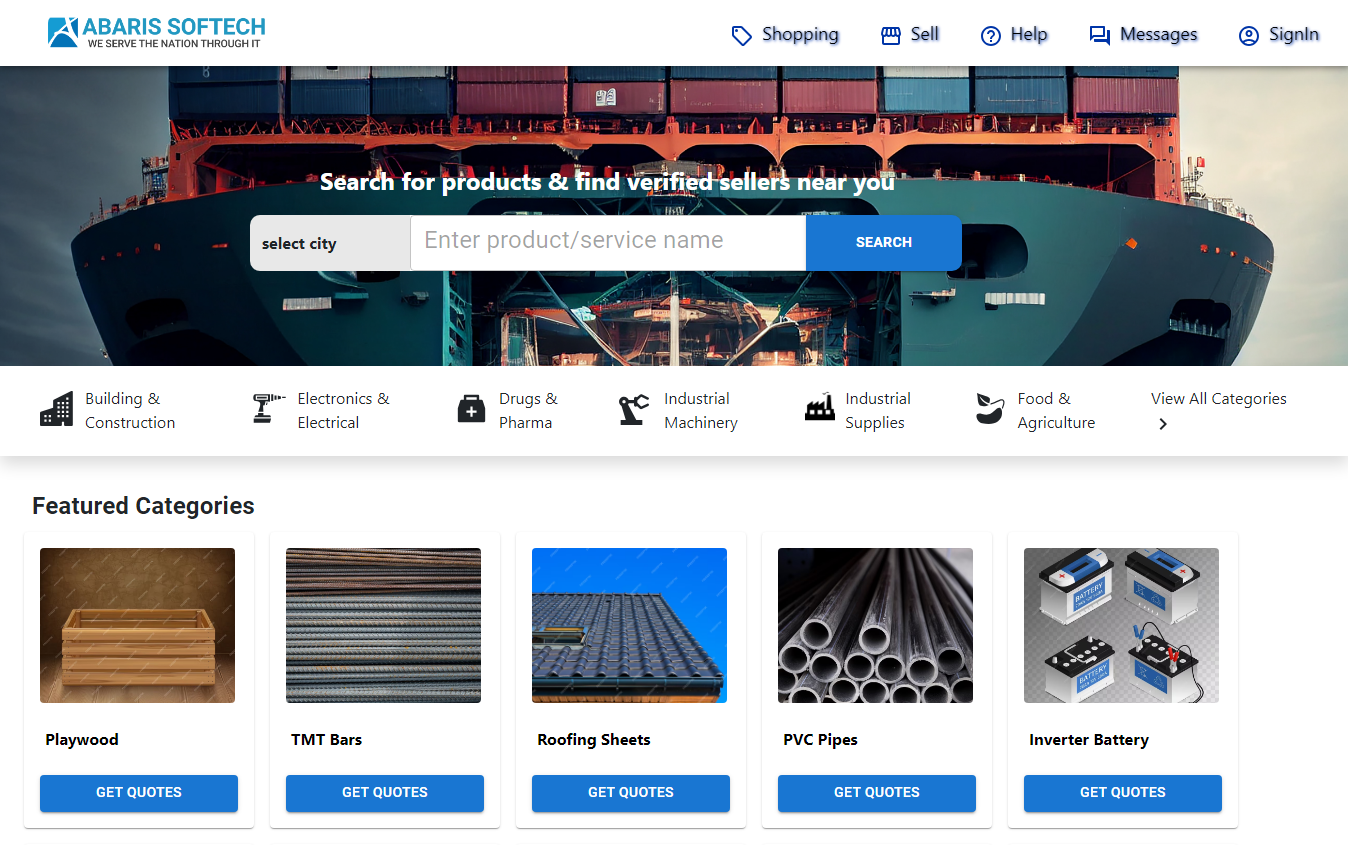 ABARIS SOFTECH
WE SERVE THE NATION THROUGH IT
Shopping
Sell
Help
Messages
SignIn
Search for products & find verified sellers near you
select city
Enter product/service name
SEARCH
Building &
Construction
Electronics &
Electrical
Drugs &
Pharma
Industrial
Machinery
Industrial
Supplies
Food &
Agriculture
View All Categories
Featured Categories
BATTERY
BATTERY
Playwood
TMT Bars
Roofing Sheets
PVC Pipes
Inverter Battery
GET QUOTES
GET QUOTES
GET QUOTES
GET QUOTES
GET QUOTES